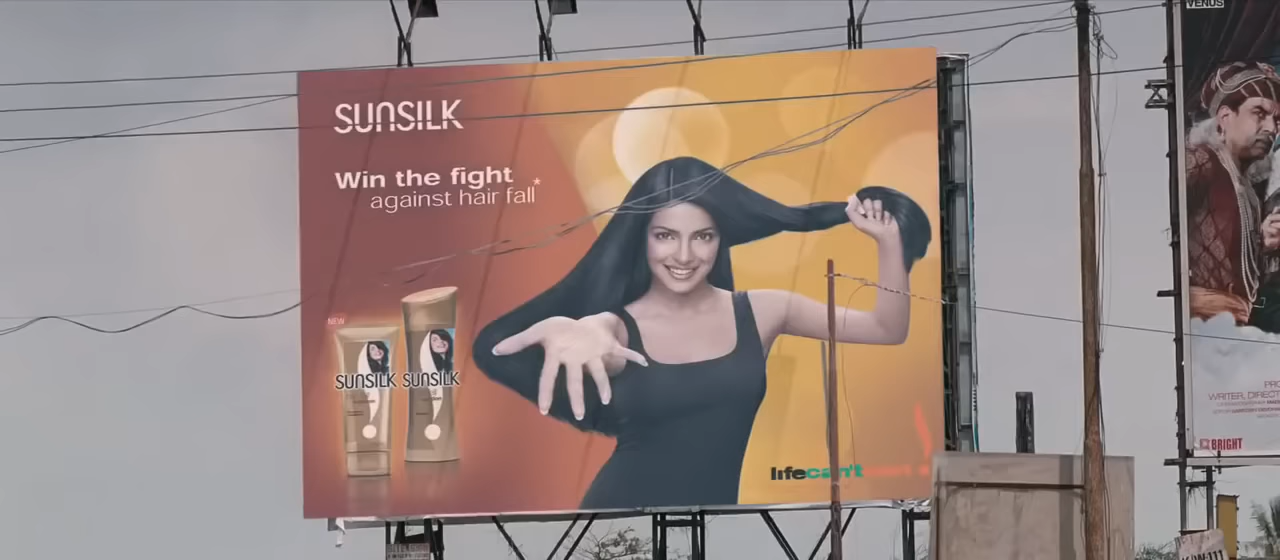 VENUS
SUNSILK
Win the fight
against hair fall*
NEW
SUNSILK SUNSILK
lifecan't
WRITER, DIRECT
BRIGHT